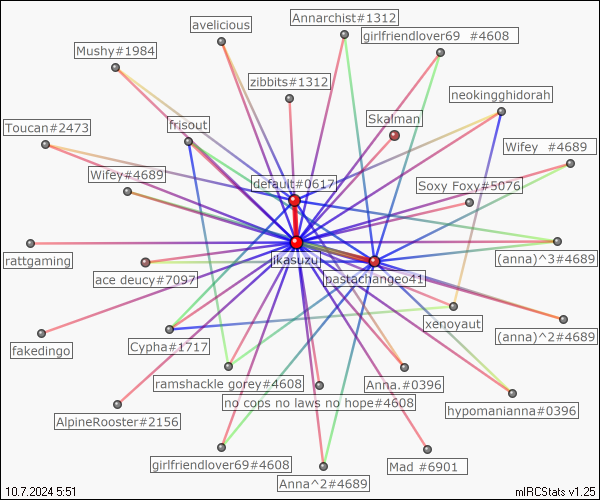 avelicious
Annarchist#1312
girlfriendlover69 #4608
Mushy#1984
zibbits#1312
neokingghidorah
Toucan#2473
frisout
Skalman
Wifey #4689
Wifey#4689
default#0617
Soxy Foxy#5076
rattgaming
jikasuzu
(anna)^3#4689
ace deucy#7097
pastachangeo41
xenoyaut
(anna)^2#4689
fakedingo
Cypha#1717
ramshackle gorey#4608
Anna.#0396
no cops no laws no hope#4608
hypomanianna#0396
AlpineRooster#2156
girlfriendlover69#4608
Anna^2#4689
Mad #6901
10.7.2024 5:51
mIRCStats v1.25